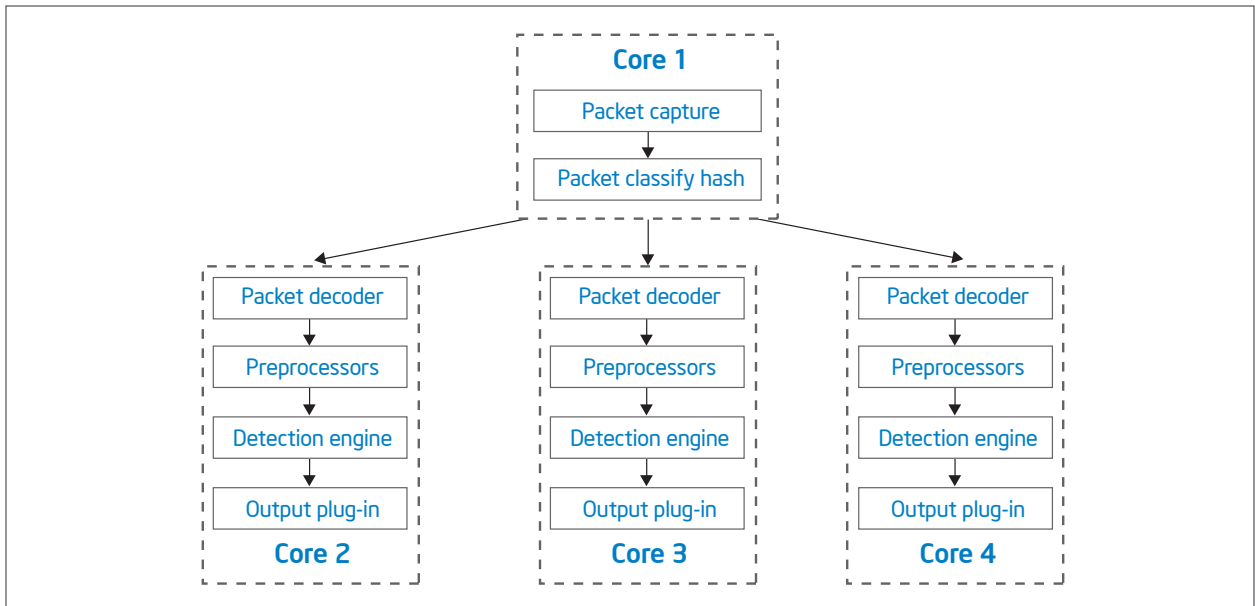 Core 1
Packet capture
Packet classify hash
Packet decoder
Preprocessors
Detection engine
Output plug-in
Core 2
Packet decoder
Preprocessors
Detection engine
Output plug-in
Core 3
Packet decoder
Preprocessors
Detection engine
Output plug-in
Core 4